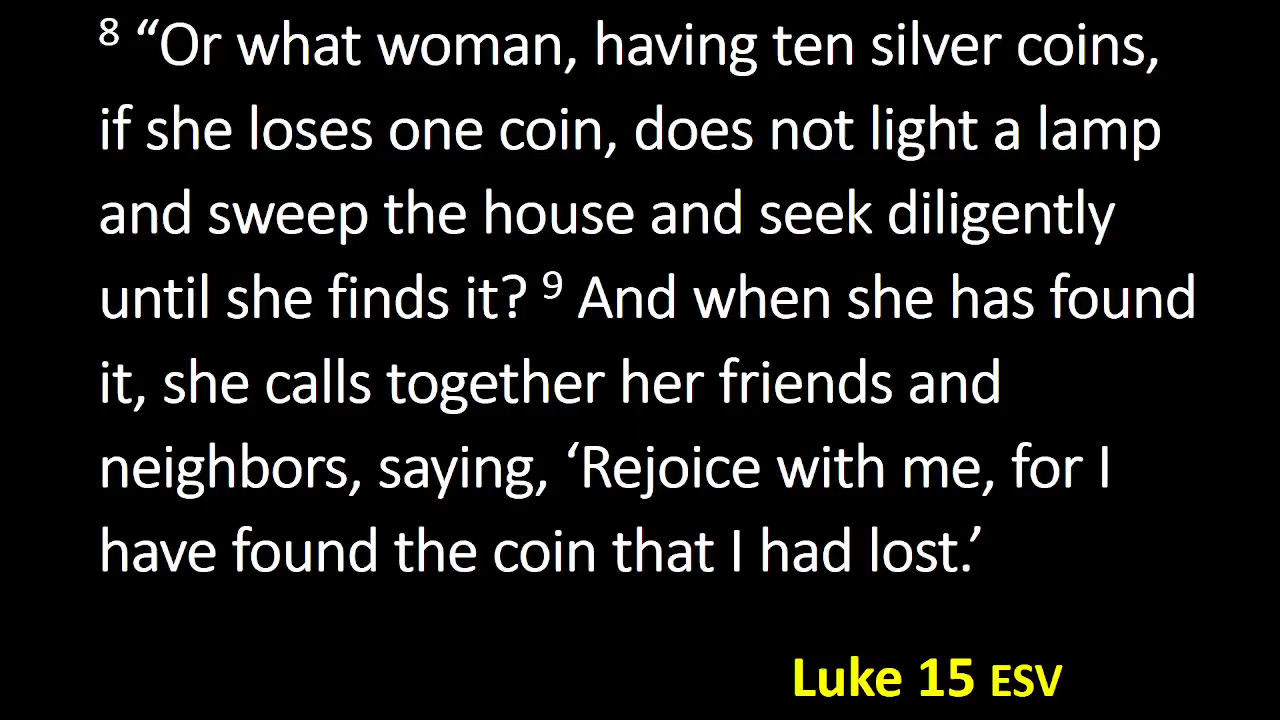 8 “Or what woman, having ten silver coins,
if she loses one coin, does not light a lamp
and sweep the house and seek diligently
until she finds it? 9 And when she has found
it, she calls together her friends and
neighbors, saying, ‘Rejoice with me, for I
have found the coin that I had lost.’
Luke 15 ESV